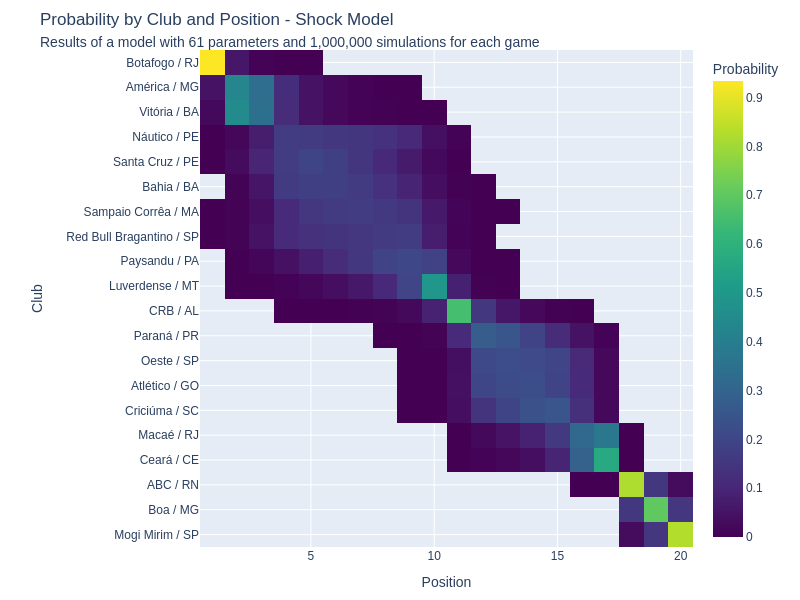 Probability by Club and Position - Shock Model
Results of a model with 61 parameters and 1,000,000 simulations for each game
Probability
Club
Botafogo / RJ
América / MG
Vitória / BA
Náutico / PE
Santa Cruz / PE
Bahia / BA
Sampaio Corrêa / MA
Red Bull Bragantino / SP
Paysandu / PA
Luverdense / MT
CRB / AL
Paraná / PR
Oeste / SP
Atlético / GO
Criciúma / SC
Macaé / RJ
Ceará / CE
ABC / RN
Boa / MG
Mogi Mirim / SP
0.9
0.8
0.7
0.6
0.5
0.4
0.3
0.2
0.1
0
5
10
15
20
Position